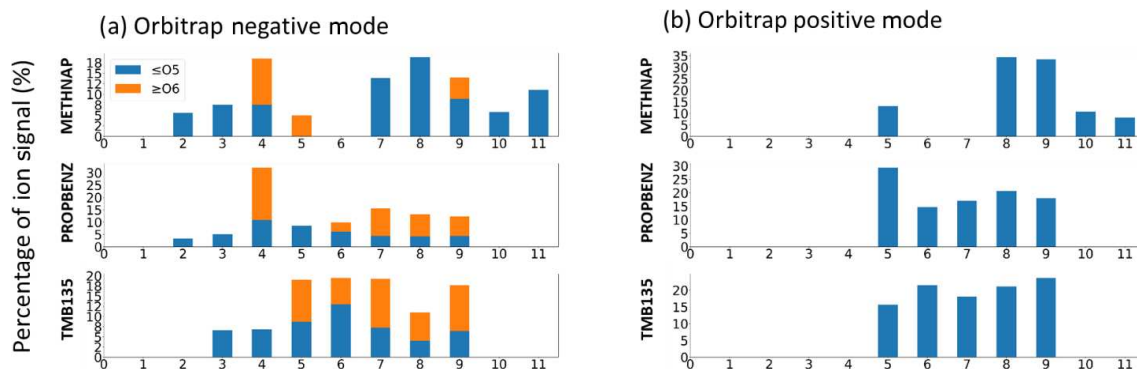 (a) Orbitrap negative mode
(b) Orbitrap positive mode
Percentage of ion signal (%)
METHNAP
18
15
12
10
8
5
2
0
≤O5
≥O6
0 1 2 3 4 5 6 7 8 9 10 11
METHNAP
35
30
25
20
15
10
5
0
0 1 2 3 4 5 6 7 8 9 10 11
PROPBENZ
30
25
20
15
10
5
0
0 1 2 3 4 5 6 7 8 9 10 11
PROPBENZ
30
25
20
15
10
5
0
0 1 2 3 4 5 6 7 8 9 10 11
TMB135
20
18
15
12
10
8
5
2
0
0 1 2 3 4 5 6 7 8 9 10 11
TMB135
20
15
10
5
0
0 1 2 3 4 5 6 7 8 9 10 11